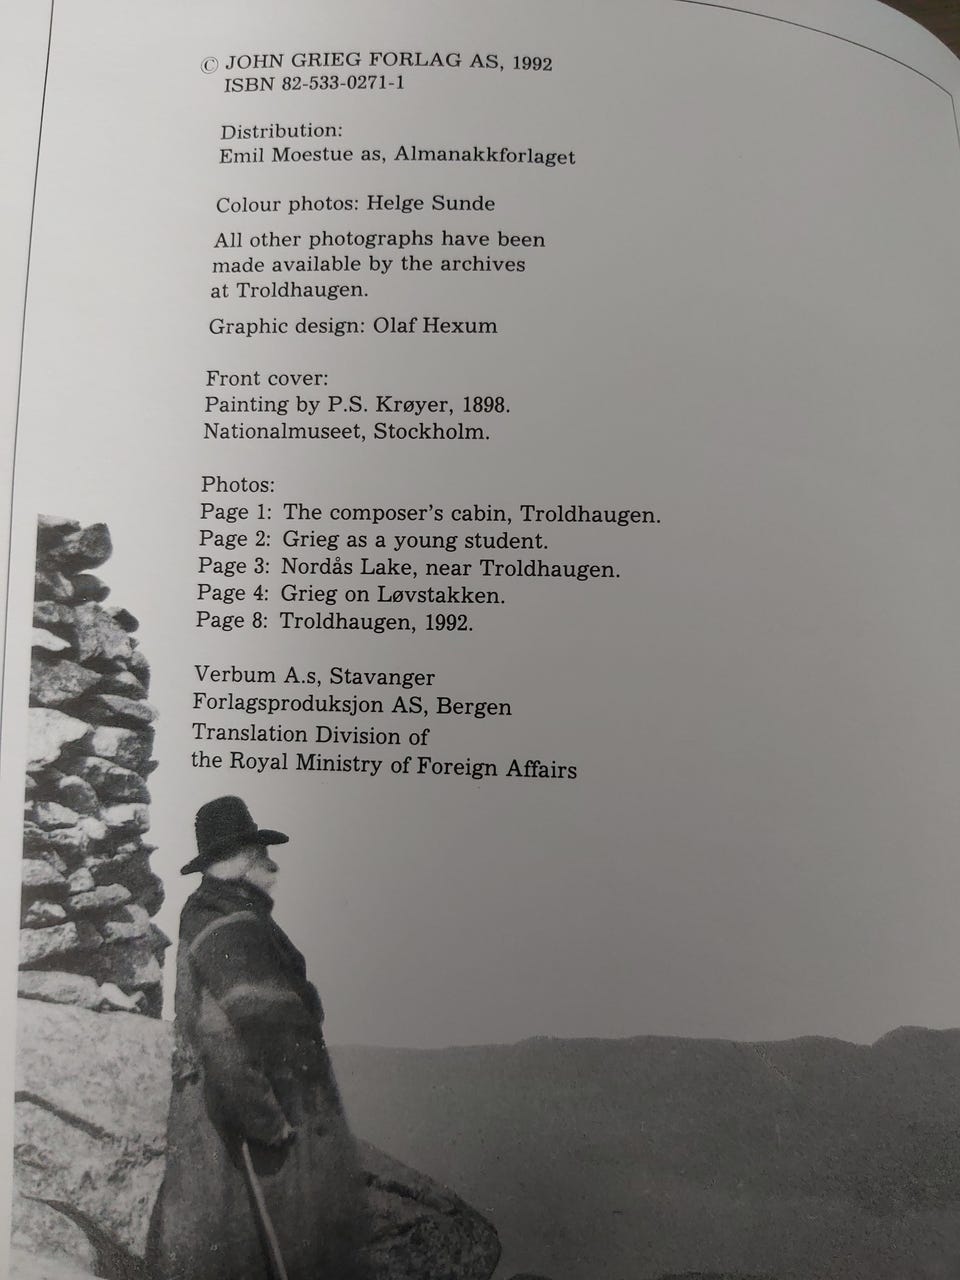 © JOHN GRIEG FORLAG AS, 1992
ISBN 82-533-0271-1
Distribution:
Emil Moestue as, Almanakkforlaget
Colour photos: Helge Sunde
All other photographs have been
made available by the archives
at Troldhaugen.
Graphic design: Olaf Hexum
Front cover:
Painting by P.S. Krøyer, 1898.
Nationalmuseet, Stockholm.
Photos:
Page 1: The composer's cabin, Troldhaugen.
Page 2: Grieg as a young student.
Page 3: Nordås Lake, near Troldhaugen.
Page 4: Grieg on Løvstakken.
Page 8: Troldhaugen, 1992.
Verbum A.s, Stavanger
Forlagsproduksjon AS, Bergen
Translation Division of
the Royal Ministry of Foreign Affairs